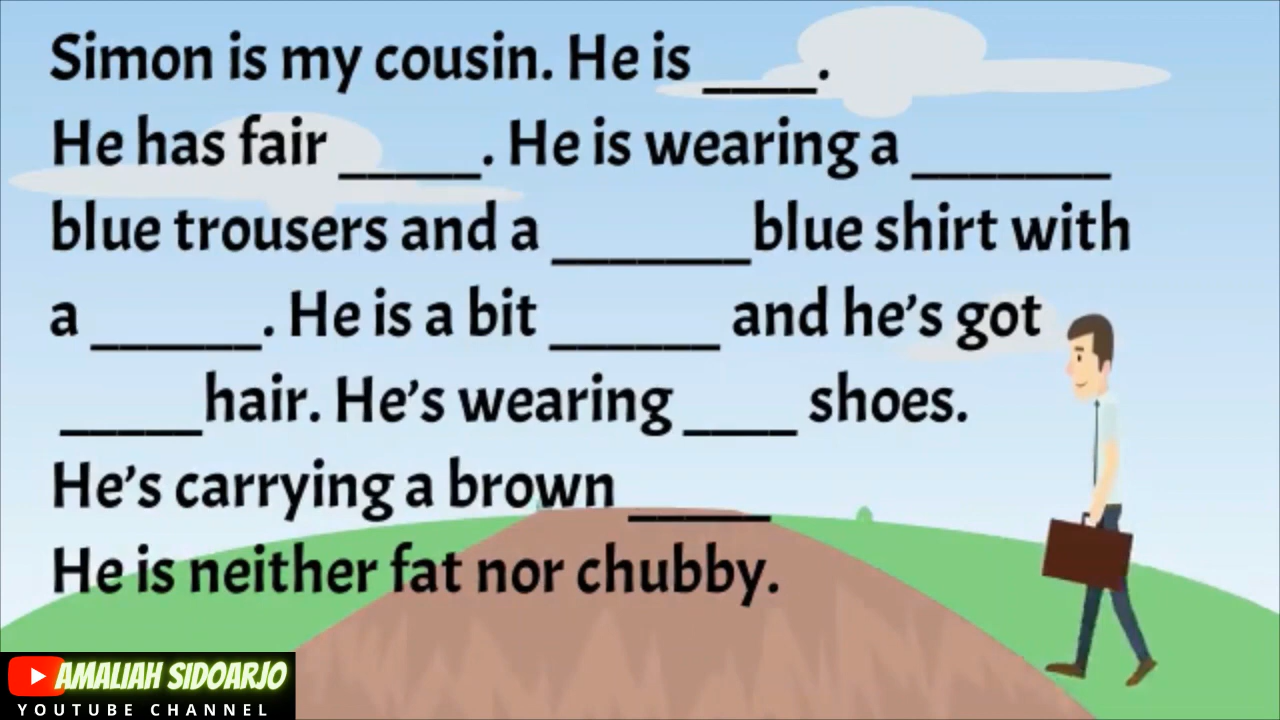 Simon is my cousin. He is ____.
He has fair _____. He is wearing a _______
blue trousers and a _______blue shirt with
a ______. He is a bit ______ and he's got
_____hair. He's wearing ____ shoes.
He's carrying a brown _____
He is neither fat nor chubby.
AMALIAH SIDOARJO
YOUTUBE CHANNEL